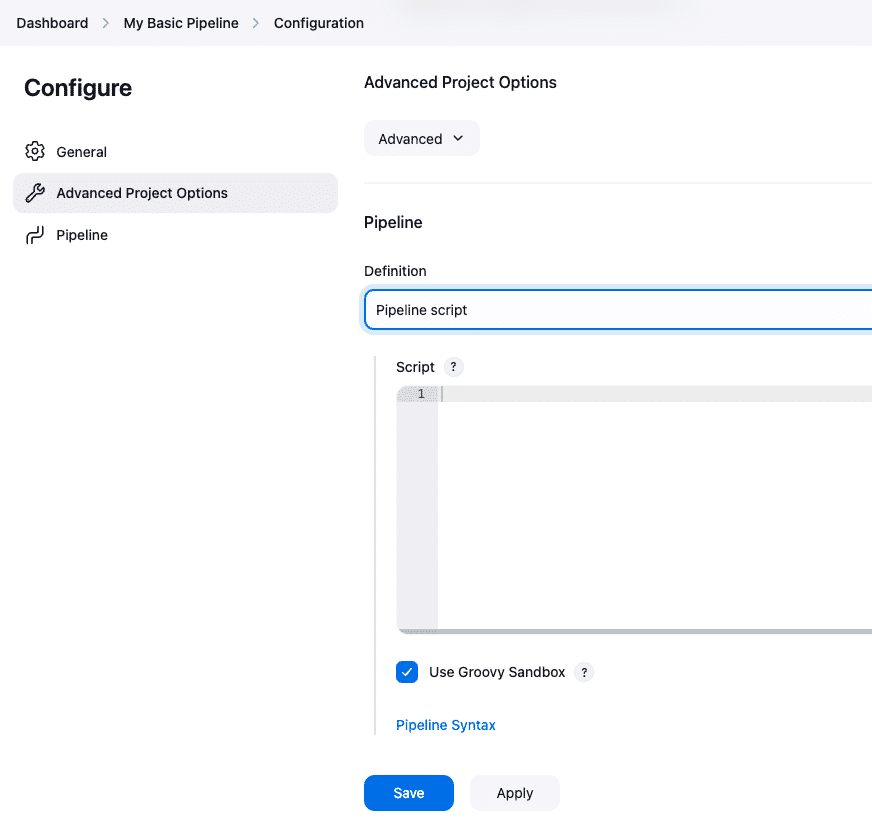 Dashboard > My Basic Pipeline > Configuration
Configure
General
Advanced Project Options
Pipeline
Advanced Project Options
Advanced
Pipeline
Definition
Pipeline script
Script ?
1
Use Groovy Sandbox ?
Pipeline Syntax
Save Apply